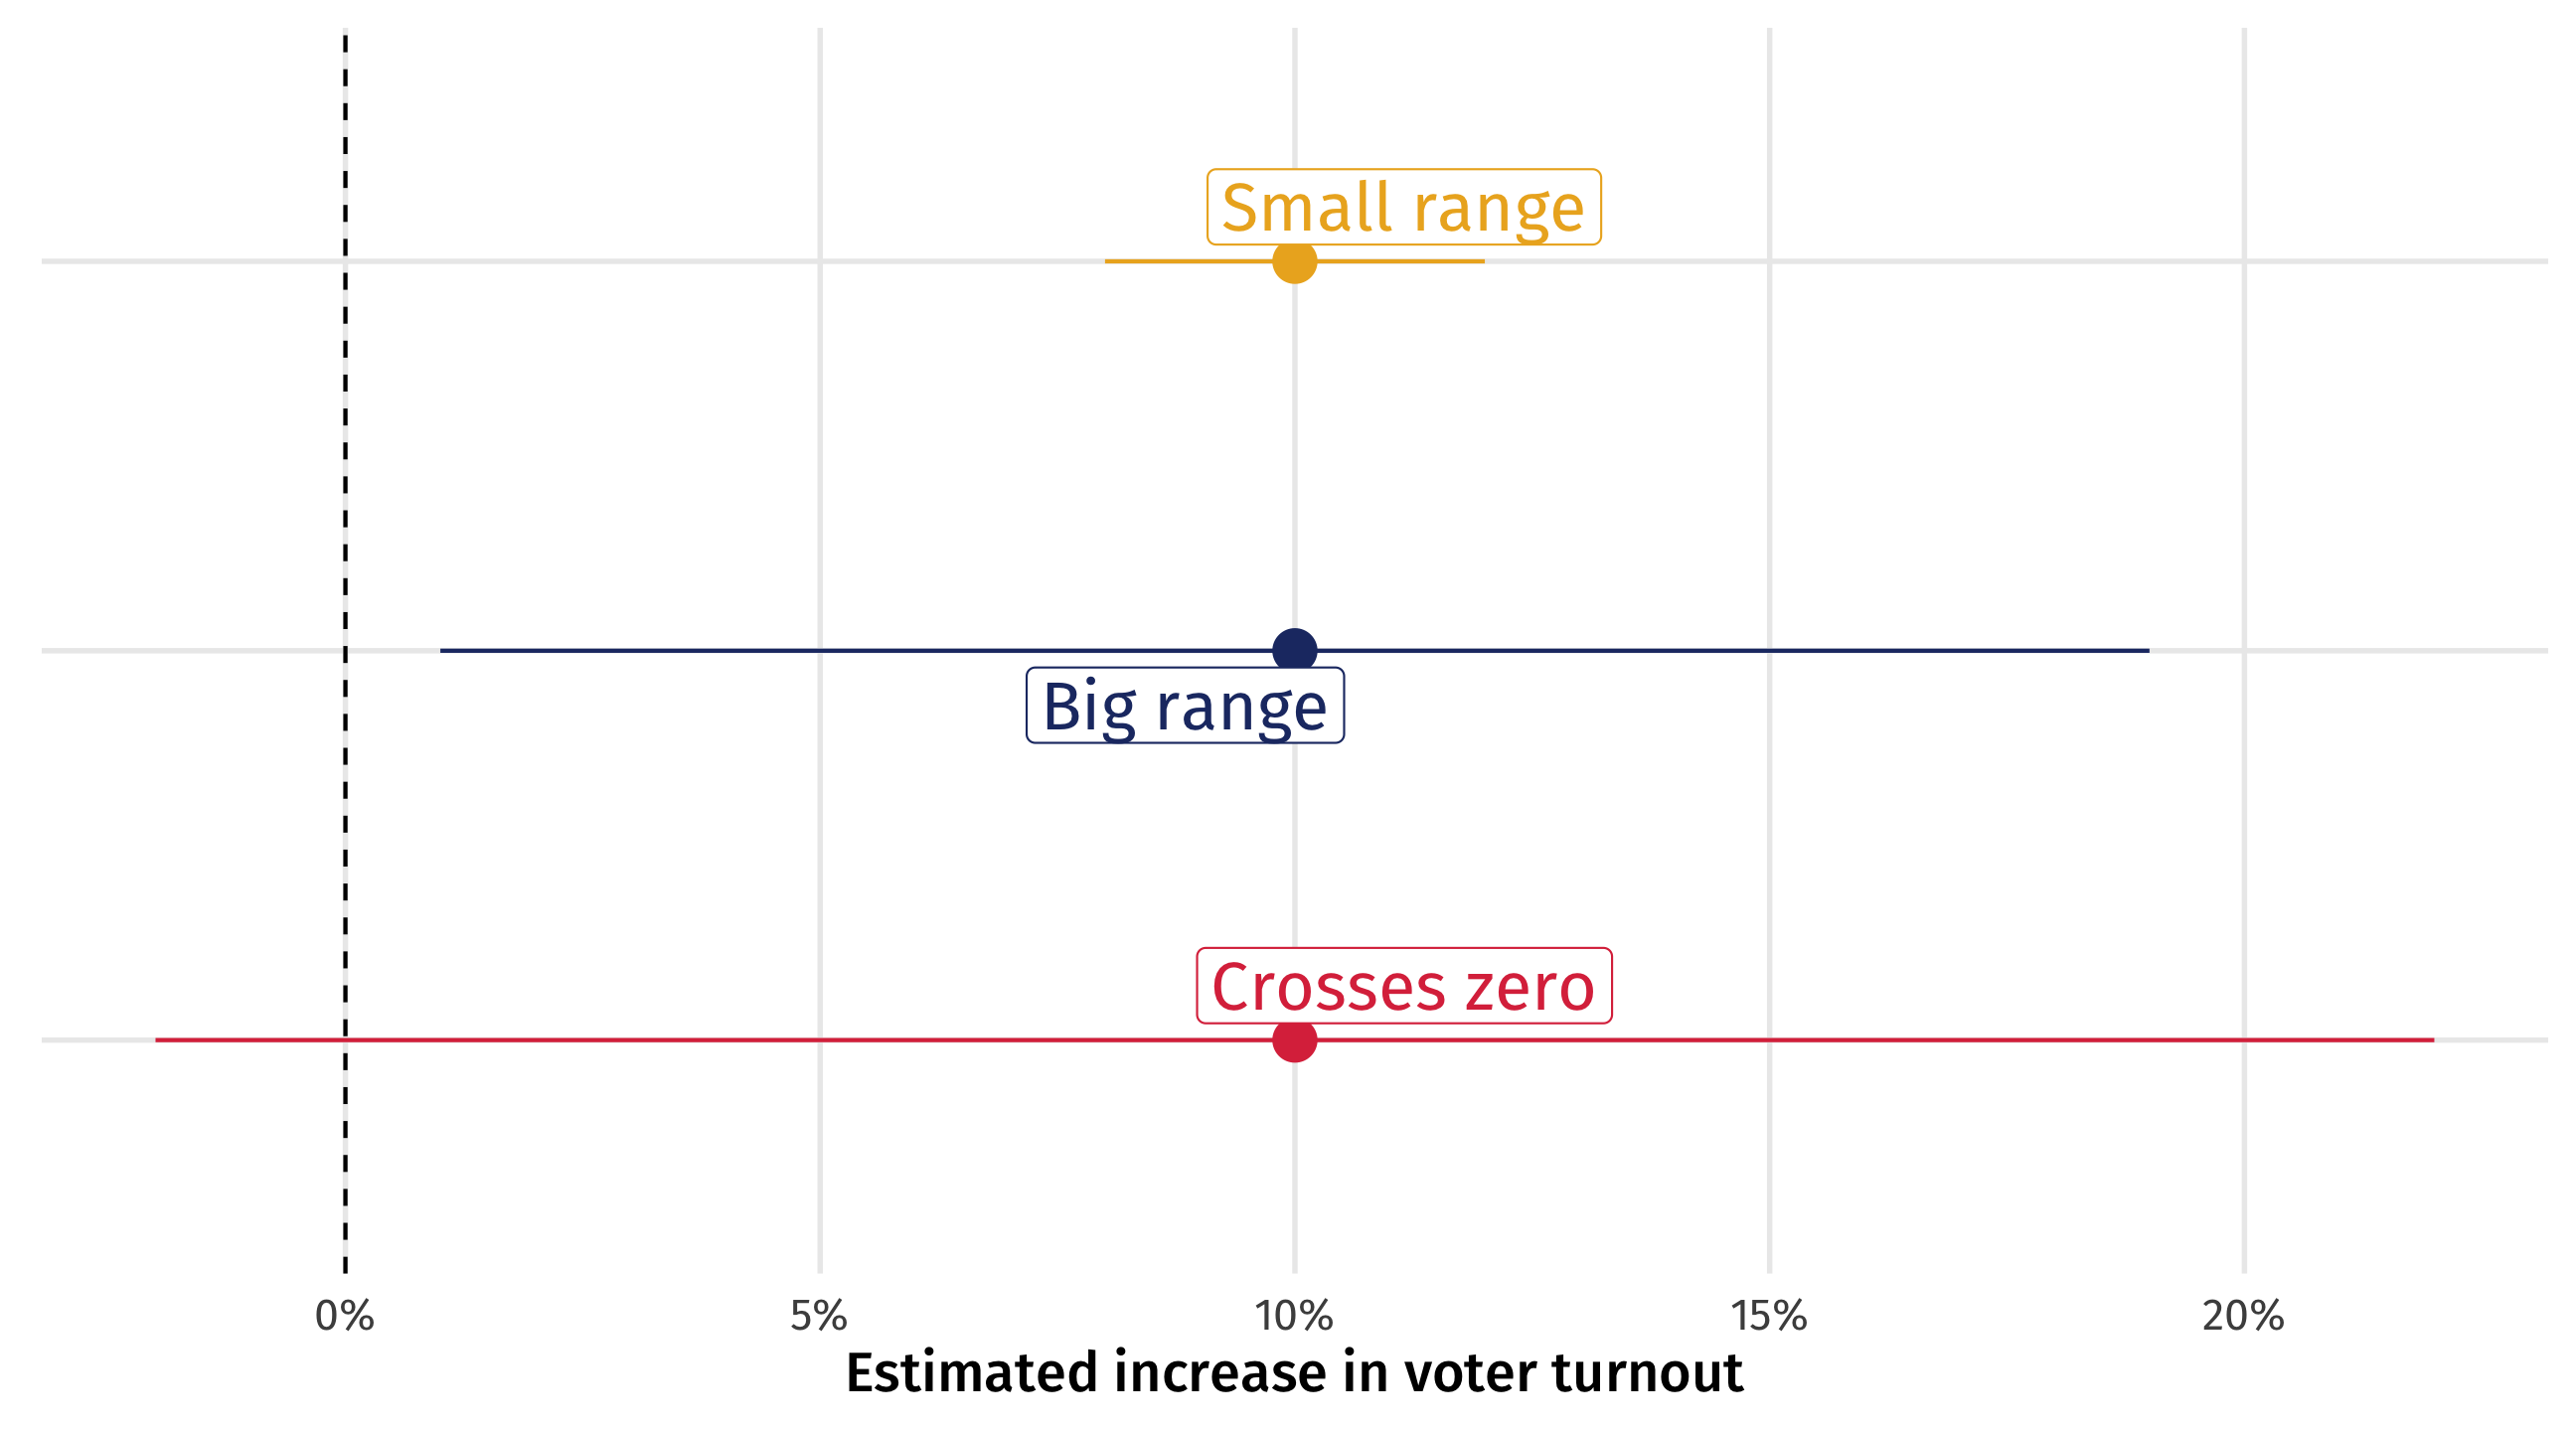 Small range
Big range
Crosses zero
0% 5% 10% 15% 20%
Estimated increase in voter turnout